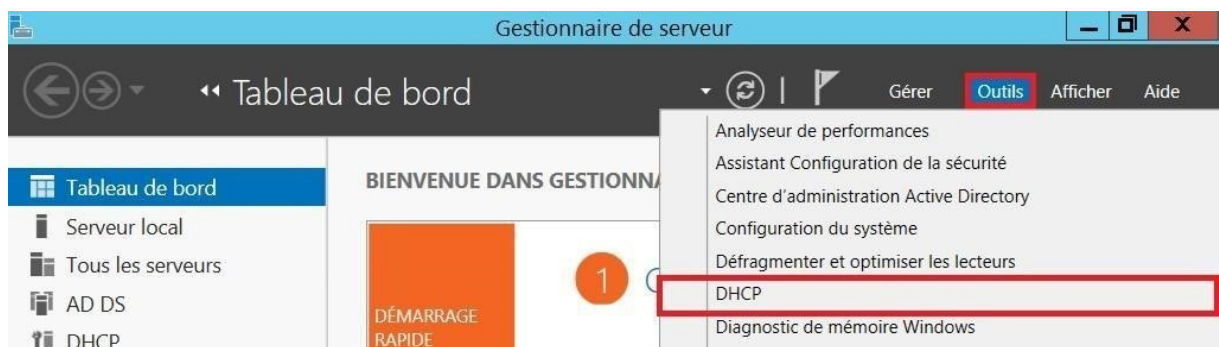 Gestionnaire de serveur
Tableau de bord
Gérer Outils Afficher Aide
Analyseur de performances
Assistant Configuration de la sécurité
Centre d'administration Active Directory
Configuration du système
Défragmenter et optimiser les lecteurs
DHCP
Diagnostic de mémoire Windows
Tableau de bord
Serveur local
Tous les serveurs
AD DS
DHCP
BIENVENUE DANS
DÉMARRAGE
RAPIDE
1